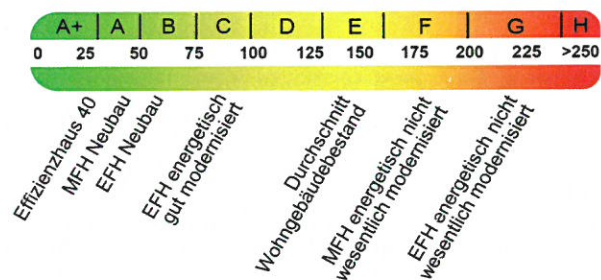 A+ A B C D E F G H
0 25 50 75 100 125 150 175 200 225 >250
Effizienzhaus 40
MFH Neubau
EFH Neubau
EFH energetisch
gut modernisiert
Durchschnitt
Wohngebäudebestand
MFH energetisch nicht
wesentlich modernisiert
EFH energetisch nicht
wesentlich modernisiert